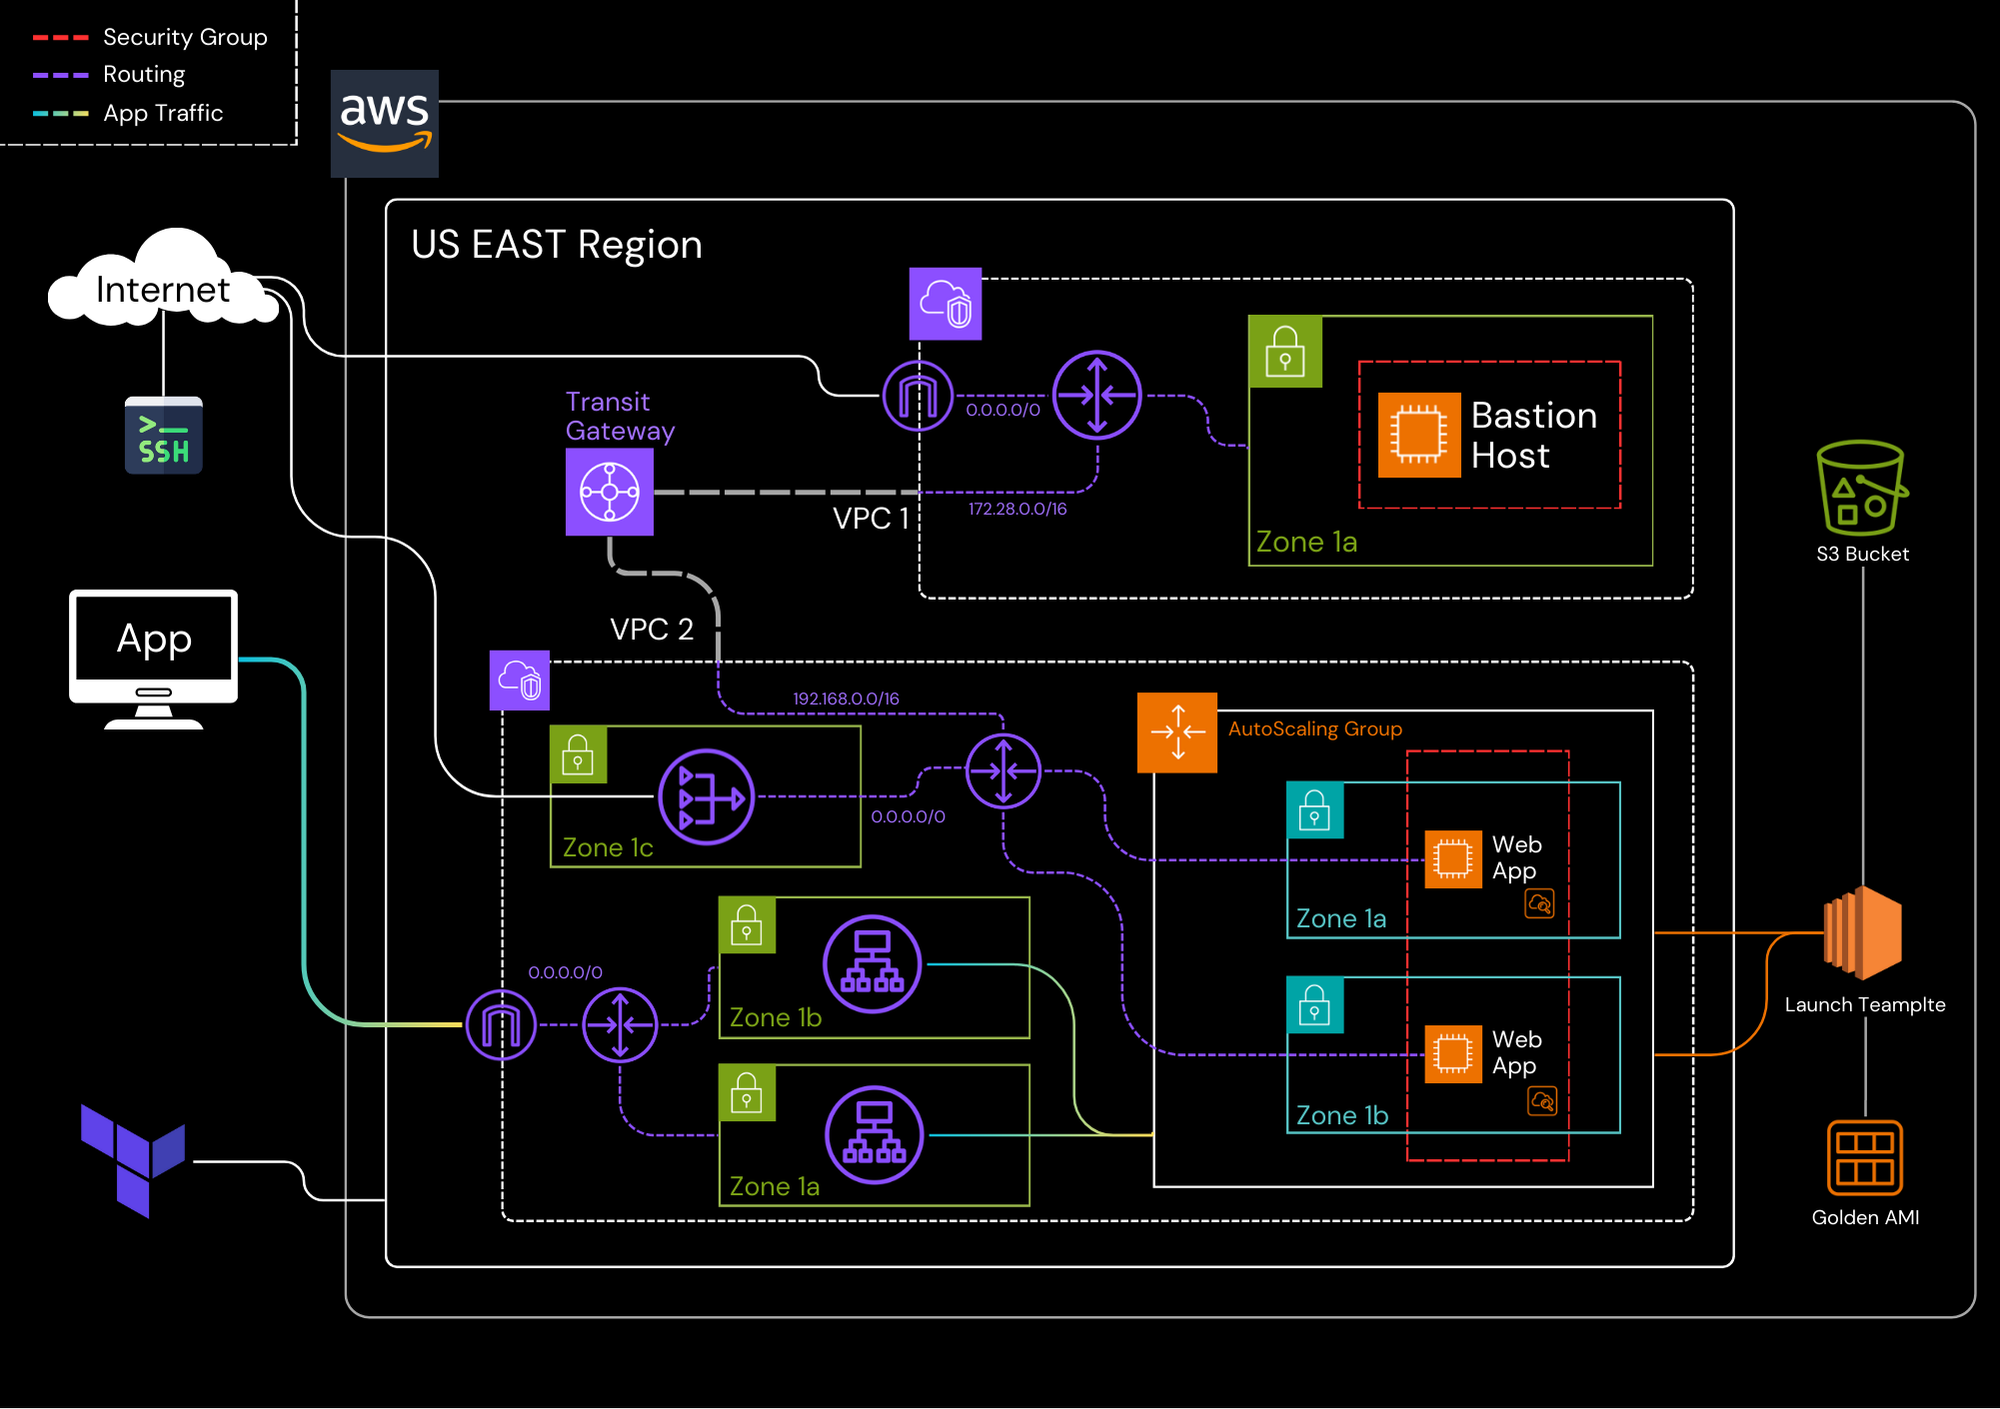 Security Group
Routing
App Traffic
aws
US EAST Region
Internet
>_
SSH
Transit
Gateway
0.0.0.0/0
Bastion
Host
VPC 1
172.28.0.0/16
Zone 1a
S3 Bucket
App
VPC 2
192.168.0.0/16
AutoScaling Group
0.0.0.0/0
Zone 1c
Web
App
Zone 1a
0.0.0.0/0
Zone 1b
Launch Teamplte
Web
App
Zone 1b
Zone 1a
Golden AMI